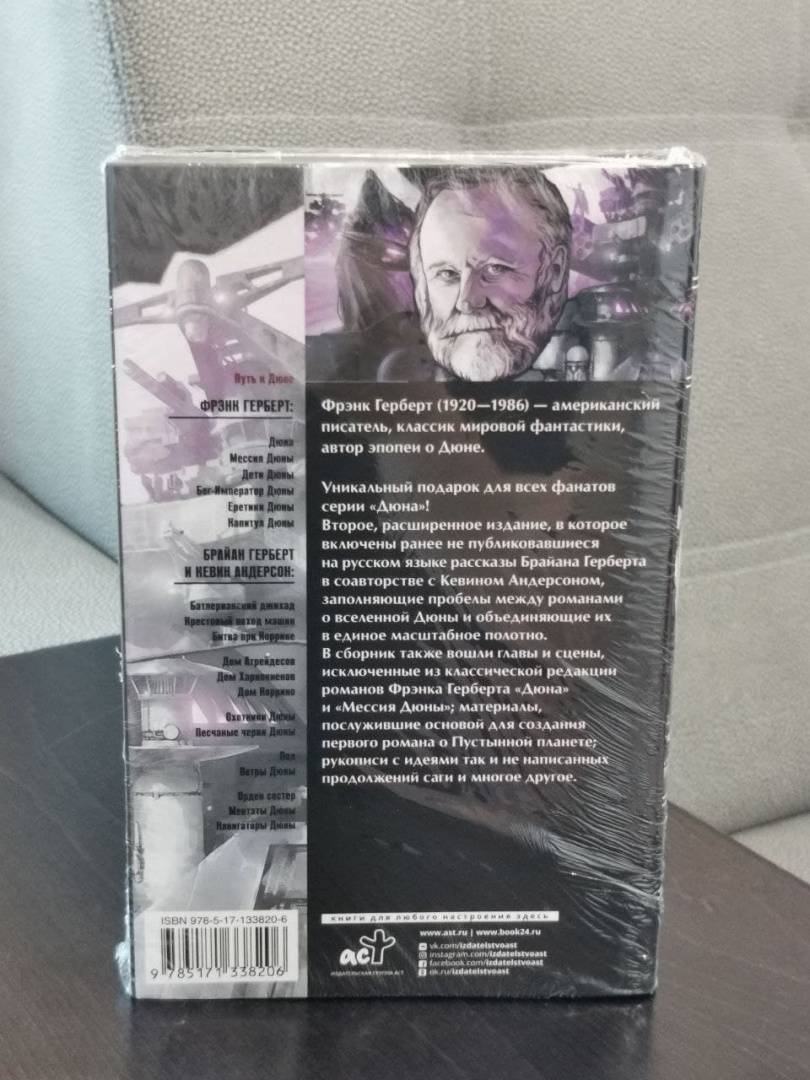 Путь к Дюне
ФРЭНК ГЕРБЕРТ:
Дюна
Мессия Дюны
Дети Дюны
Бог-Император Дюны
Еретики Дюны
Капитул Дюны
БРАЙАН ГЕРБЕРТ
И КЕВИН АНДЕРСОН:
Батлерианский джихад
Крестовый поход машин
Битва при Коррине
Дом Атрейдесов
Дом Харконненов
Дом Коррино
Охотники Дюны
Песчаные черви Дюны
Пол
Ветры Дюны
Орден сестер
Ментаты Дюны
Навигаторы Дюны
Фрэнк Герберт (1920—1986) — американский
писатель, классик мировой фантастики,
автор эпопеи о Дюне.
Уникальный подарок для всех фанатов
серии «Дюна»!
Второе, расширенное издание, в которое
включены ранее не публиковавшиеся
на русском языке рассказы Брайана Герберта
в соавторстве с Кевином Андерсоном,
заполняющие пробелы между романами
о вселенной Дюны и объединяющие их
в единое масштабное полотно.
В сборник также вошли главы и сцены,
исключенные из классической редакции
романов Фрэнка Герберта «Дюна»
и «Мессия Дюны»; материалы,
послужившие основой для создания
первого романа о Пустынной планете;
рукописи с идеями так и не написанных
продолжений саги и многое другое.
ISBN 978-5-17-133820-6
9 785171 338206
книги для любого настроения здесь
аст
ИЗДАТЕЛЬСКАЯ ГРУППА АСТ
www.ast.ru | www.book24.ru
vk.com/izdatelstvoast
instagram.com/izdatelstvoast
facebook.com/izdatelstvoast
ok.ru/izdatelstvoast